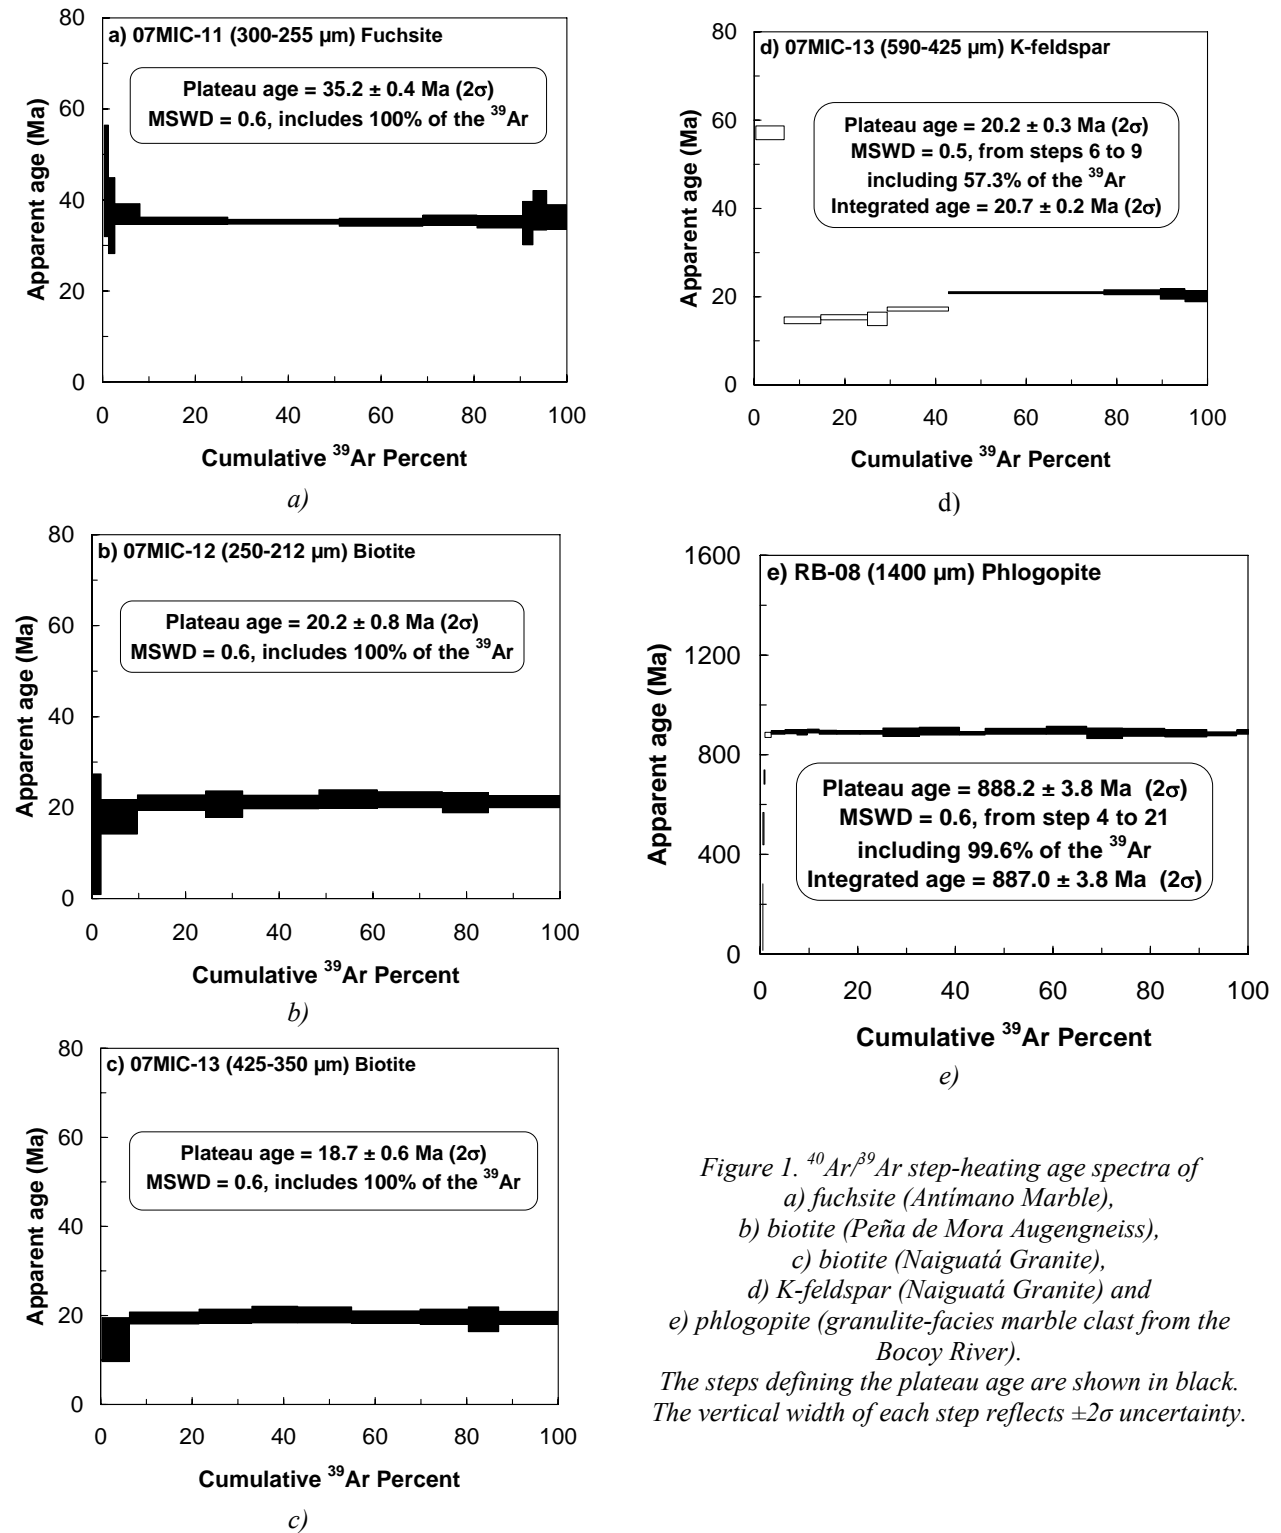 a) 07MIC-11 (300-255 µm) Fuchsite
Plateau age = 35.2 ± 0.4 Ma (2σ)
MSWD = 0.6, includes 100% of the ³⁹Ar
Apparent age (Ma)
80
60
40
20
0
0 20 40 60 80 100
Cumulative ³⁹Ar Percent
a)
b) 07MIC-12 (250-212 µm) Biotite
Plateau age = 20.2 ± 0.8 Ma (2σ)
MSWD = 0.6, includes 100% of the ³⁹Ar
Apparent age (Ma)
80
60
40
20
0
0 20 40 60 80 100
Cumulative ³⁹Ar Percent
b)
c) 07MIC-13 (425-350 µm) Biotite
Plateau age = 18.7 ± 0.6 Ma (2σ)
MSWD = 0.6, includes 100% of the ³⁹Ar
Apparent age (Ma)
80
60
40
20
0
0 20 40 60 80 100
Cumulative ³⁹Ar Percent
c)
d) 07MIC-13 (590-425 µm) K-feldspar
Plateau age = 20.2 ± 0.3 Ma (2σ)
MSWD = 0.5, from steps 6 to 9
including 57.3% of the ³⁹Ar
Integrated age = 20.7 ± 0.2 Ma (2σ)
Apparent age (Ma)
80
60
40
20
0
0 20 40 60 80 100
Cumulative ³⁹Ar Percent
d)
e) RB-08 (1400 µm) Phlogopite
Plateau age = 888.2 ± 3.8 Ma (2σ)
MSWD = 0.6, from step 4 to 21
including 99.6% of the ³⁹Ar
Integrated age = 887.0 ± 3.8 Ma (2σ)
Apparent age (Ma)
1600
1200
800
400
0
0 20 40 60 80 100
Cumulative ³⁹Ar Percent
e)
Figure 1. ⁴⁰Ar/³⁹Ar step-heating age spectra of
a) fuchsite (Antímano Marble),
b) biotite (Peña de Mora Augengneiss),
c) biotite (Naiguatá Granite),
d) K-feldspar (Naiguatá Granite) and
e) phlogopite (granulite-facies marble clast from the
Bocoy River).
The steps defining the plateau age are shown in black.
The vertical width of each step reflects ±2σ uncertainty.